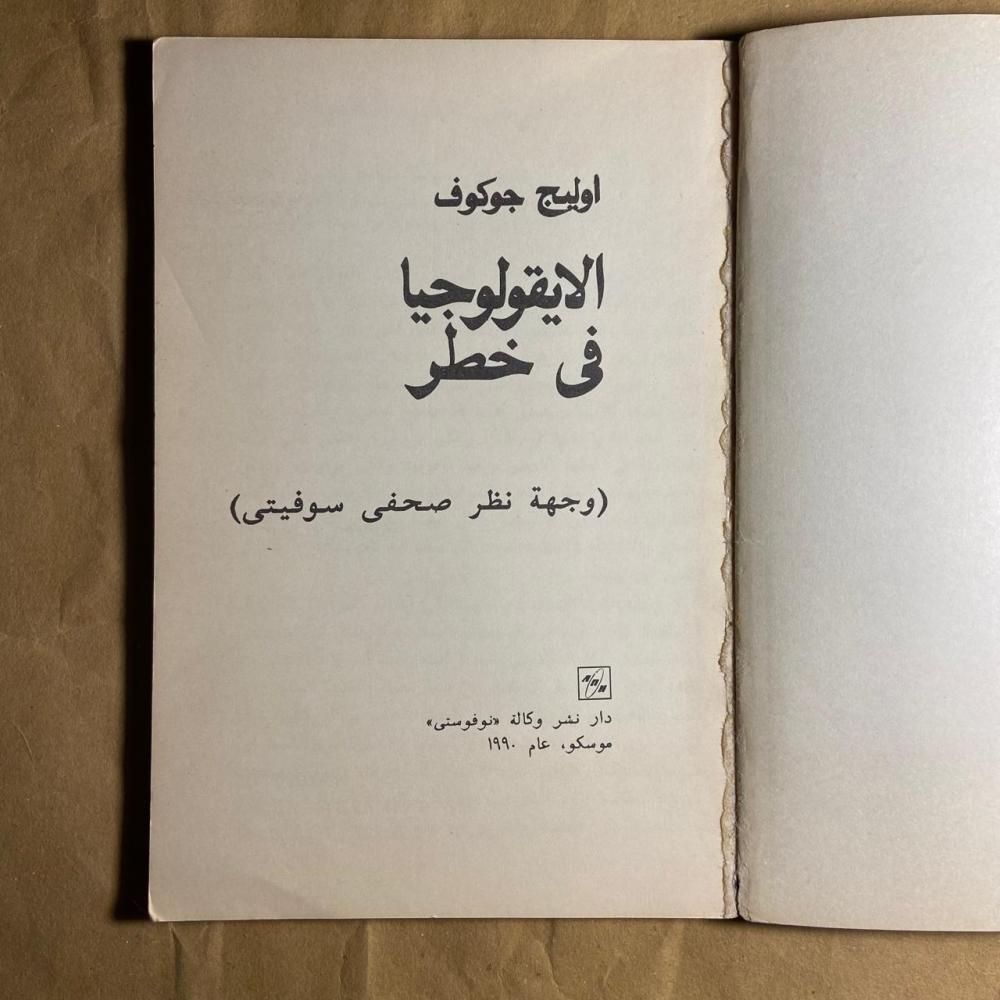 اوليج جوكوف
الايقولوجيا
فى خطر
(وجهة نظر صحفى سوفيتى)
دار نشر وكالة «نوفوستى»
موسكو، عام ١٩٩٠